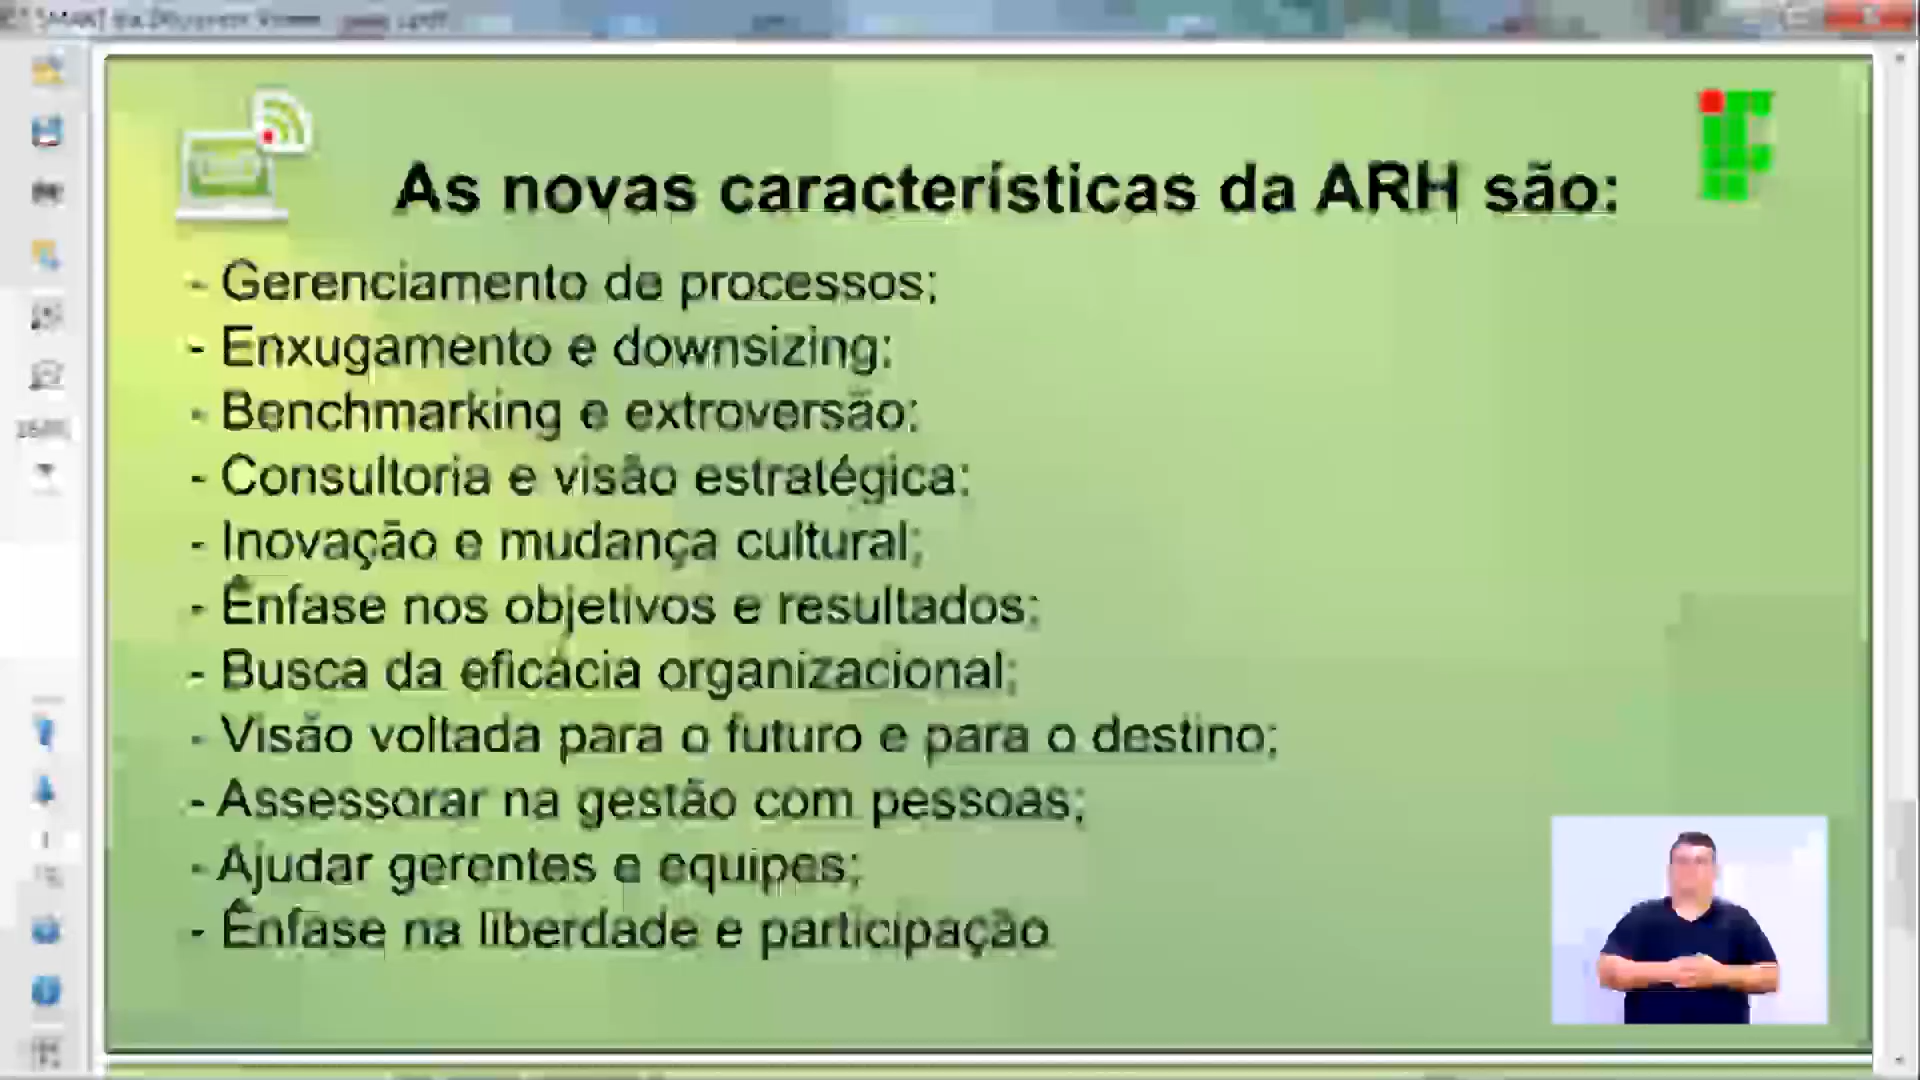 As novas características da ARH são:
- Gerenciamento de processos;
- Enxugamento e downsizing;
- Benchmarking e extroversão;
- Consultoria e visão estratégica;
- Inovação e mudança cultural;
- Ênfase nos objetivos e resultados;
- Busca da eficácia organizacional;
- Visão voltada para o futuro e para o destino;
- Assessorar na gestão com pessoas;
- Ajudar gerentes e equipes;
- Ênfase na liberdade e participação